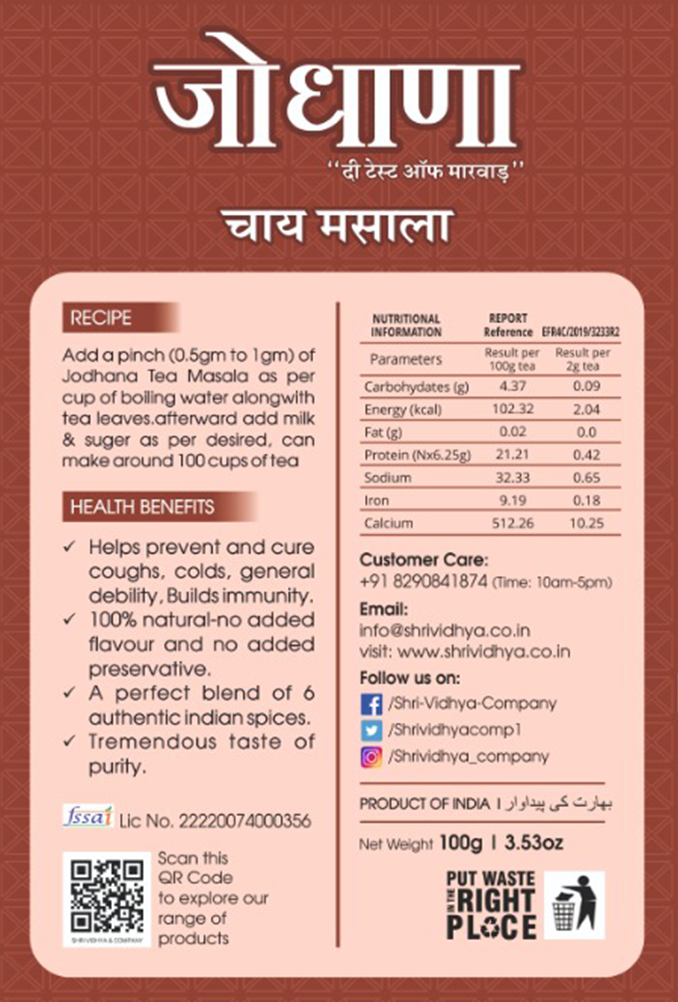 जोधाणा
‘‘दी टेस्ट ऑफ मारवाड़’’
चाय मसाला
RECIPE
Add a pinch (0.5gm to 1gm) of
Jodhana Tea Masala as per
cup of boiling water alongwith
tea leaves.afterward add milk
& suger as per desired, can
make around 100 cups of tea
HEALTH BENEFITS
✓ Helps prevent and cure
coughs, colds, general
debility, Builds immunity.
✓ 100% natural-no added
flavour and no added
preservative.
✓ A perfect blend of 6
authentic indian spices.
✓ Tremendous taste of
purity.
fssai Lic No. 22220074000356
Scan this
QR Code
to explore our
range of
products
SHRI VIDHYA & COMPANY
NUTRITIONAL INFORMATION REPORT Reference EFR4C/2019/3233R2
Parameters Result per 100g tea Result per 2g tea
Carbohydates (g) 4.37 0.09
Energy (kcal) 102.32 2.04
Fat (g) 0.02 0.0
Protein (Nx6.25g) 21.21 0.42
Sodium 32.33 0.65
Iron 9.19 0.18
Calcium 512.26 10.25
Customer Care:
+91 8290841874 (Time: 10am-5pm)
Email:
info@shrividhya.co.in
visit: www.shrividhya.co.in
Follow us on:
/Shri-Vidhya-Company
/Shrividhyacomp1
/Shrividhya_company
PRODUCT OF INDIA | بھارت کی پیداوار
Net Weight 100g | 3.53oz
PUT WASTE
IN THE RIGHT
PLACE